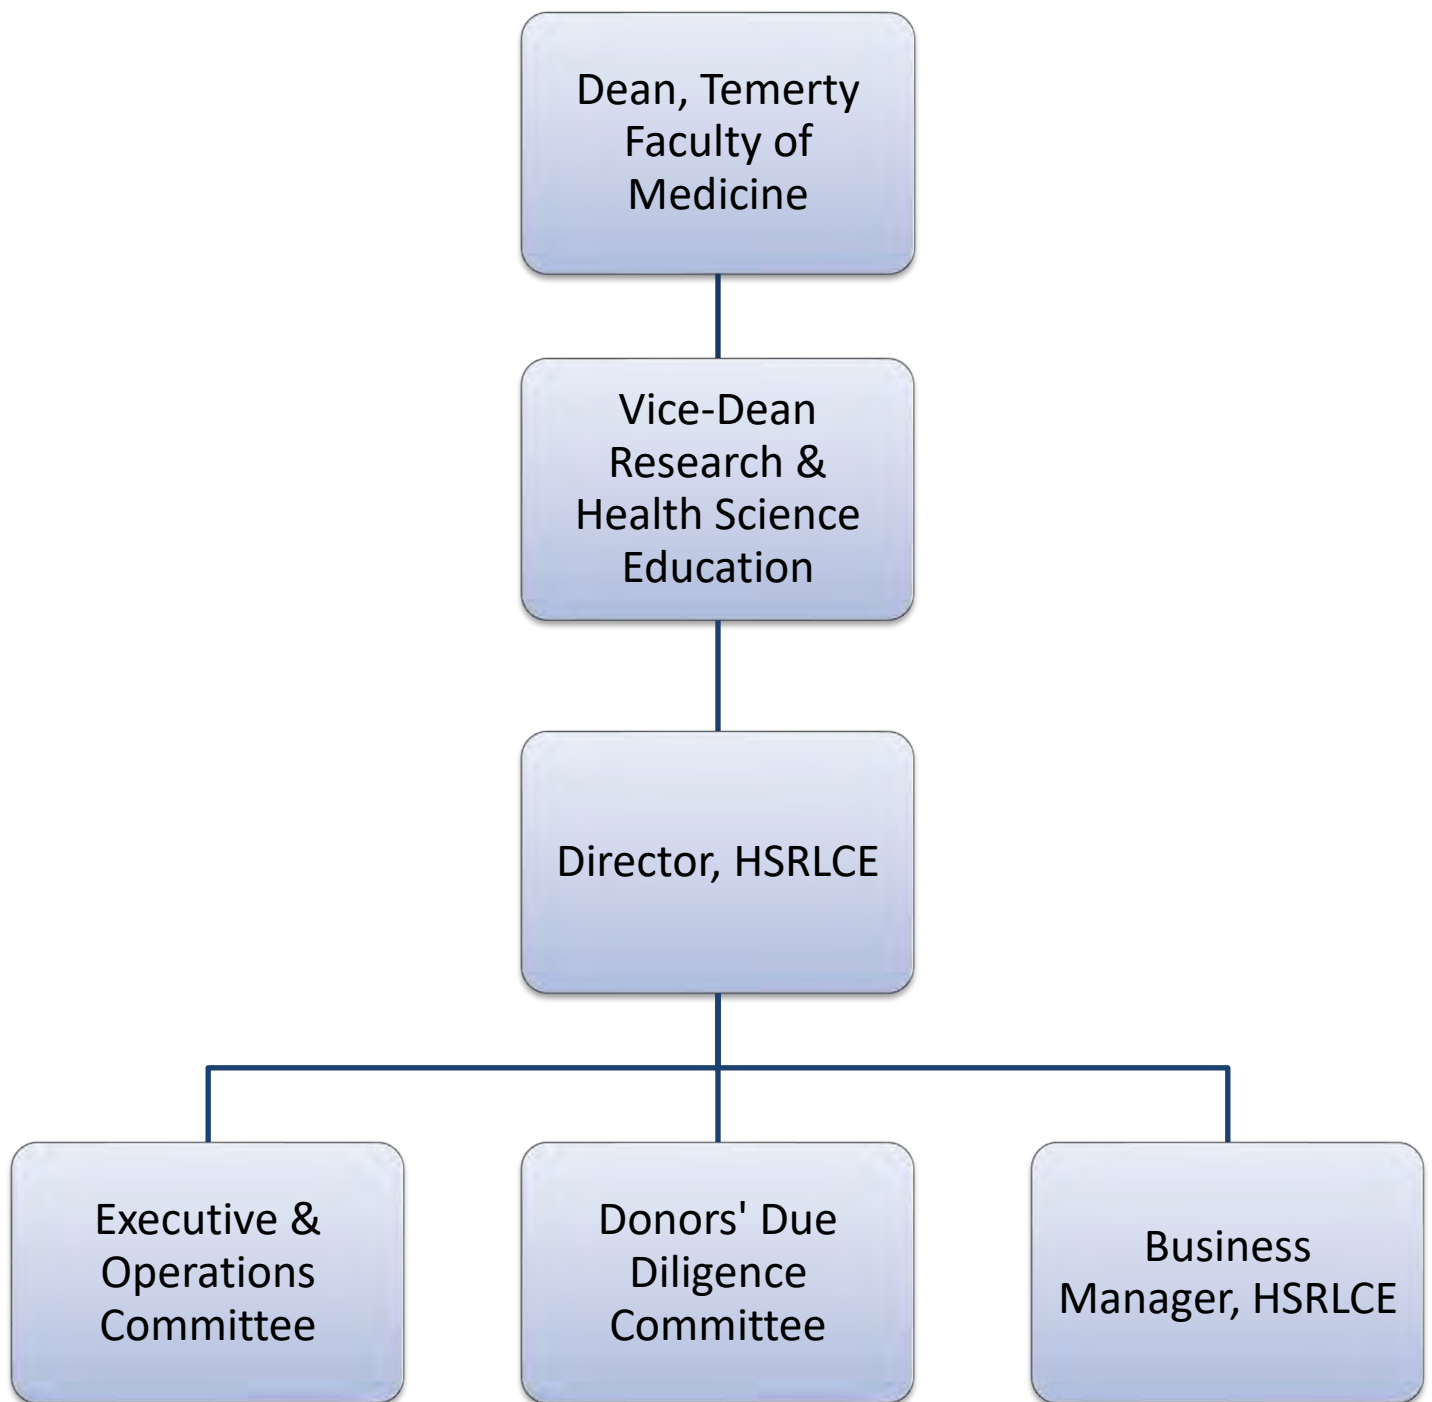 Dean, Temerty
Faculty of
Medicine
Vice-Dean
Research &
Health Science
Education
Director, HSRLCE
Executive &
Operations
Committee
Donors' Due
Diligence
Committee
Business
Manager, HSRLCE